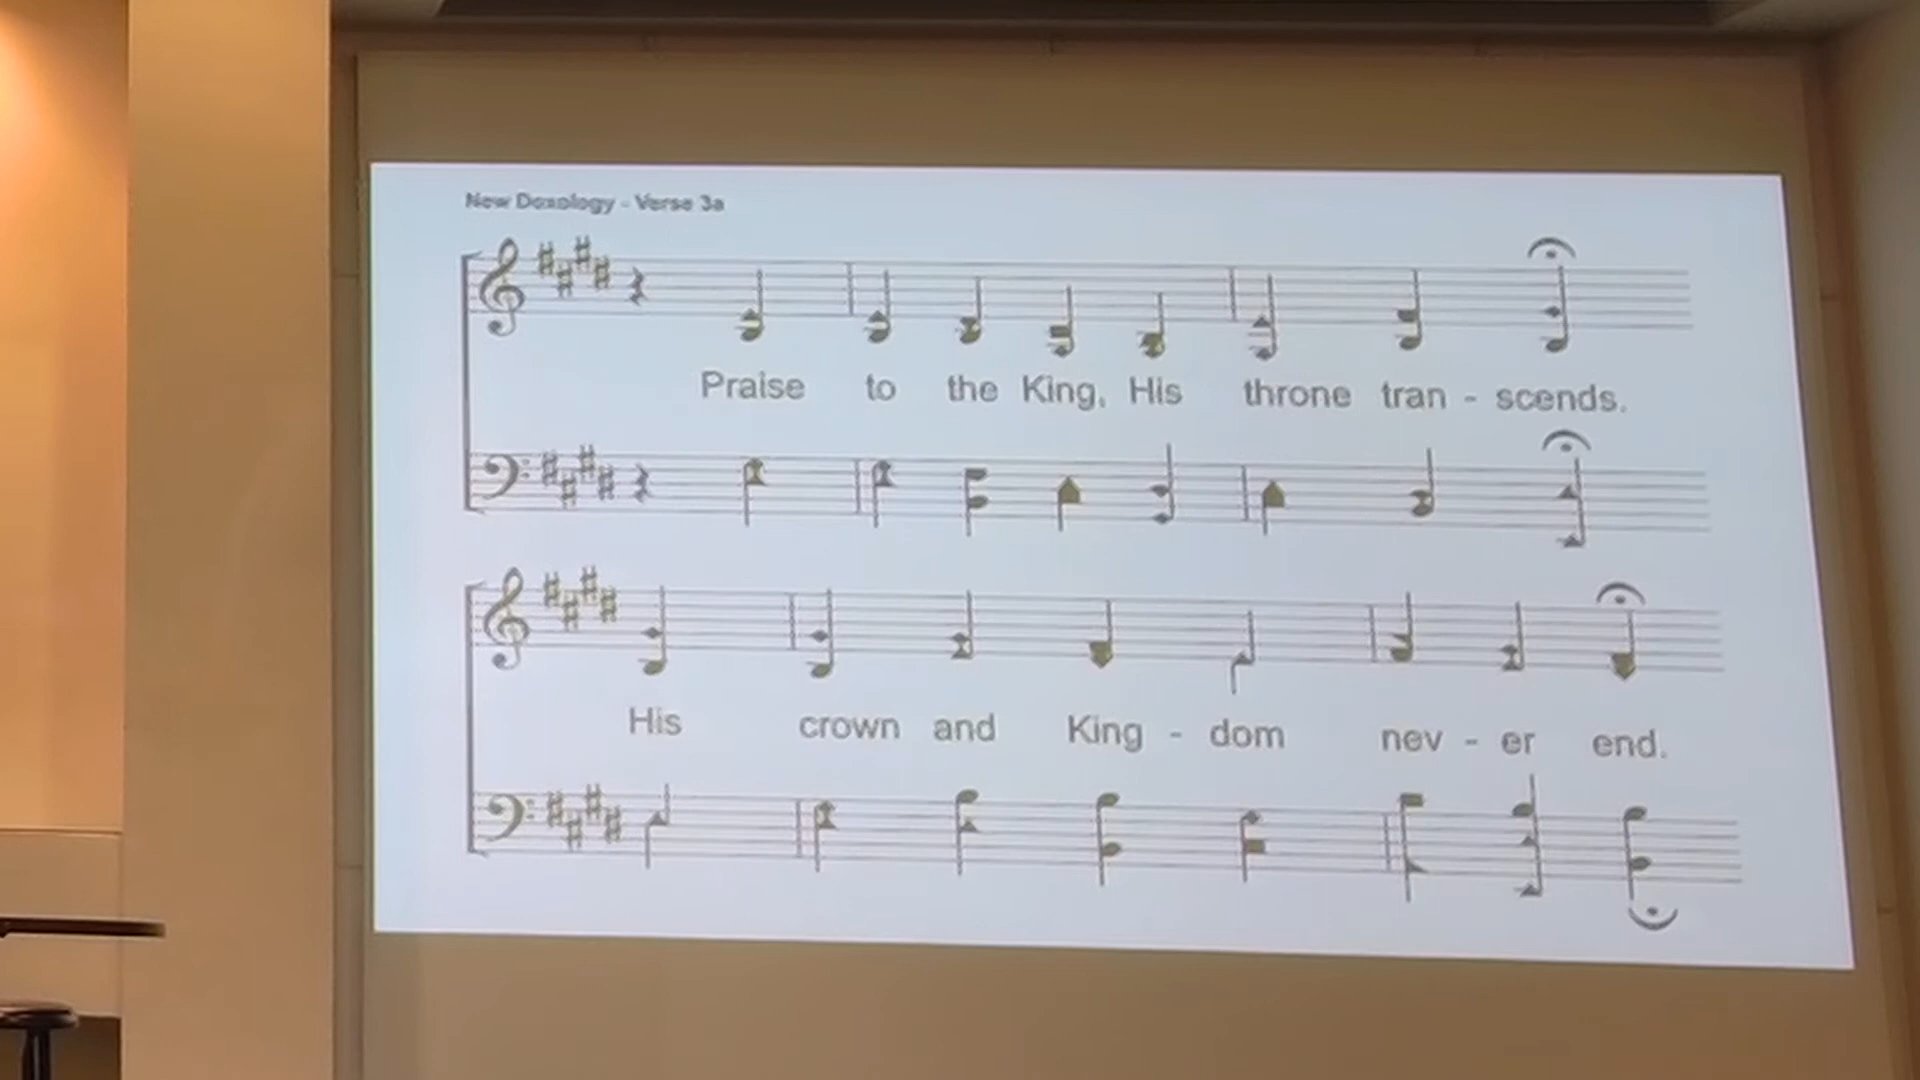 New Doxology - Verse 3a
Praise to the King, His throne tran - scends.
His crown and King - dom nev - er end.